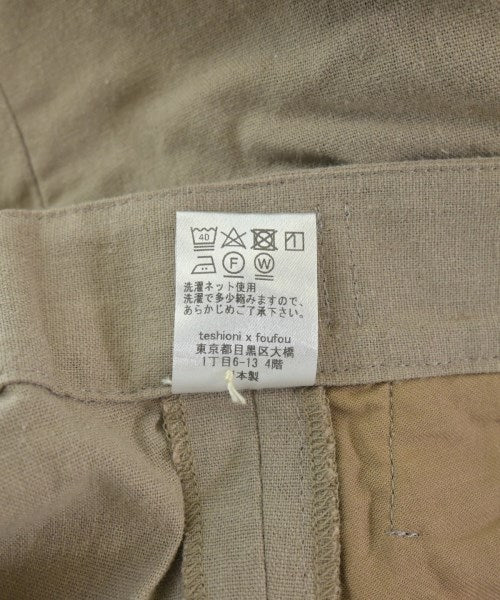 40
F W
洗濯ネット使用
洗濯で多少縮みますので、
あらかじめご了承下さい。
teshioni x foufou
東京都目黒区大橋
1丁目6-13 4階
本製